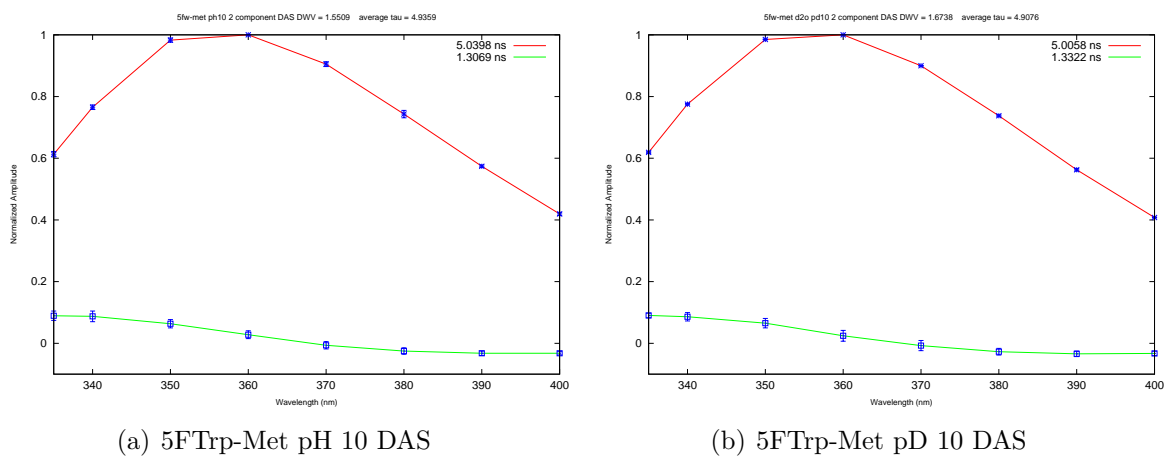 5fw-met ph10 2 component DAS DWV = 1.5509 average tau = 4.9359
5.0398 ns
1.3069 ns
Normalized Amplitude
1
0.8
0.6
0.4
0.2
0
340 350 360 370 380 390 400
Wavelength (nm)
(a) 5FTrp-Met pH 10 DAS
5fw-met d2o pd10 2 component DAS DWV = 1.6738 average tau = 4.9076
5.0058 ns
1.3322 ns
Normalized Amplitude
1
0.8
0.6
0.4
0.2
0
340 350 360 370 380 390 400
Wavelength (nm)
(b) 5FTrp-Met pD 10 DAS